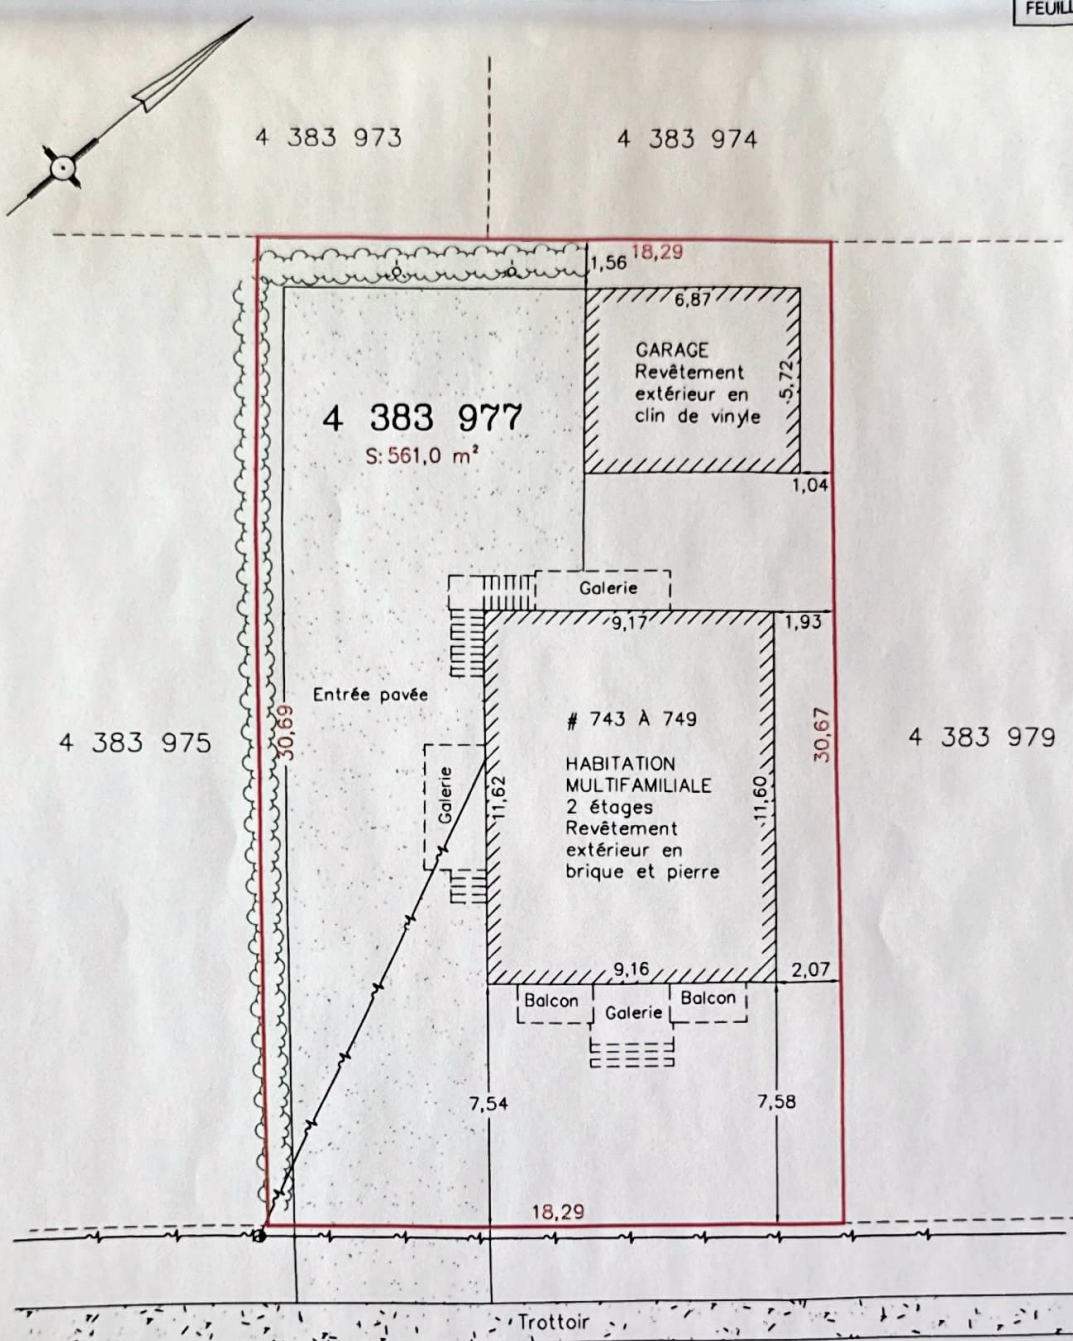 FEUILL
4 383 973
4 383 974
18,29
1,56
6,87
GARAGE
Revêtement
extérieur en
clin de vinyle
5,72
1,04
4 383 977
S: 561,0 m²
Galerie
9,17
1,93
Entrée pavée
30,69
4 383 975
# 743 À 749
30,67
4 383 979
HABITATION
MULTIFAMILIALE
2 étages
Revêtement
extérieur en
brique et pierre
Galerie
11,62
11,60
9,16
2,07
Balcon
Galerie
Balcon
7,54
7,58
18,29
Trottoir